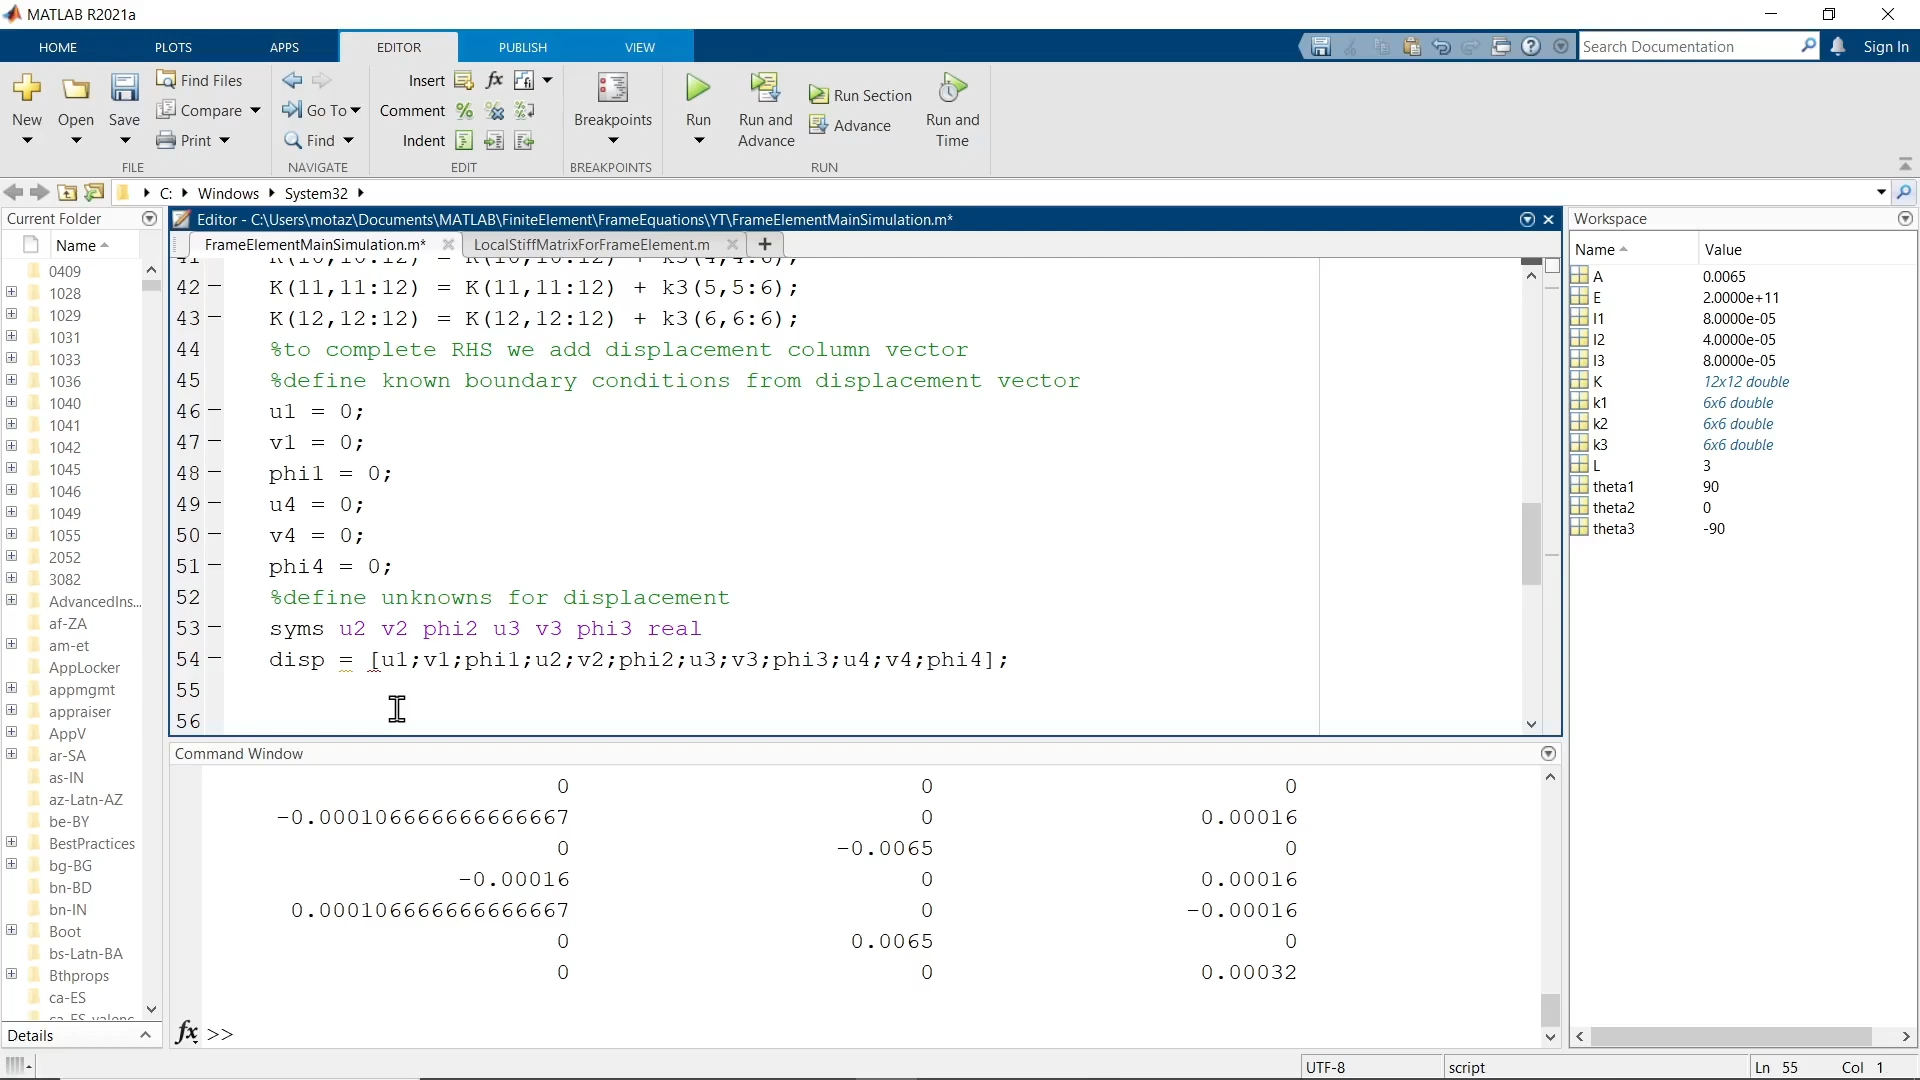 MATLAB R2021a
HOME PLOTS APPS EDITOR PUBLISH VIEW
Search Documentation
Sign In
New
Open
Save
Find Files
Compare
Print
FILE
Go To
Find
NAVIGATE
Insert
Comment
Indent
EDIT
Breakpoints
BREAKPOINTS
Run
Run and Advance
Run Section
Advance
Run and Time
RUN
C: Windows System32
Current Folder
Name
0409
1028
1029
1031
1033
1036
1040
1041
1042
1045
1046
1049
1055
2052
3082
AdvancedIns...
af-ZA
am-et
AppLocker
appmgmt
appraiser
AppV
ar-SA
as-IN
az-Latn-AZ
be-BY
BestPractices
bg-BG
bn-BD
bn-IN
Boot
bs-Latn-BA
Bthprops
ca-ES
ca-ES-valenc
Details
Editor - C:\Users\motaz\Documents\MATLAB\FiniteElement\FrameEquations\YT\FrameElementMainSimulation.m*
FrameElementMainSimulation.m*
LocalStiffMatrixForFrameElement.m
41 K(10,10:12) = K(10,10:12) + k3(4,4:6);
42 K(11,11:12) = K(11,11:12) + k3(5,5:6);
43 K(12,12:12) = K(12,12:12) + k3(6,6:6);
44 %to complete RHS we add displacement column vector
45 %define known boundary conditions from displacement vector
46 u1 = 0;
47 v1 = 0;
48 phi1 = 0;
49 u4 = 0;
50 v4 = 0;
51 phi4 = 0;
52 %define unknowns for displacement
53 syms u2 v2 phi2 u3 v3 phi3 real
54 disp = [u1;v1;phi1;u2;v2;phi2;u3;v3;phi3;u4;v4;phi4];
55
56
Command Window
0 0 0
-0.000106666666666667 0 0.00016
0 -0.0065 0
-0.00016 0 0.00016
0.000106666666666667 0 -0.00016
0 0.0065 0
0 0 0.00032
fx >>
Workspace
Name Value
A 0.0065
E 2.0000e+11
I1 8.0000e-05
I2 4.0000e-05
I3 8.0000e-05
K 12x12 double
k1 6x6 double
k2 6x6 double
k3 6x6 double
L 3
theta1 90
theta2 0
theta3 -90
UTF-8
script
Ln 55 Col 1